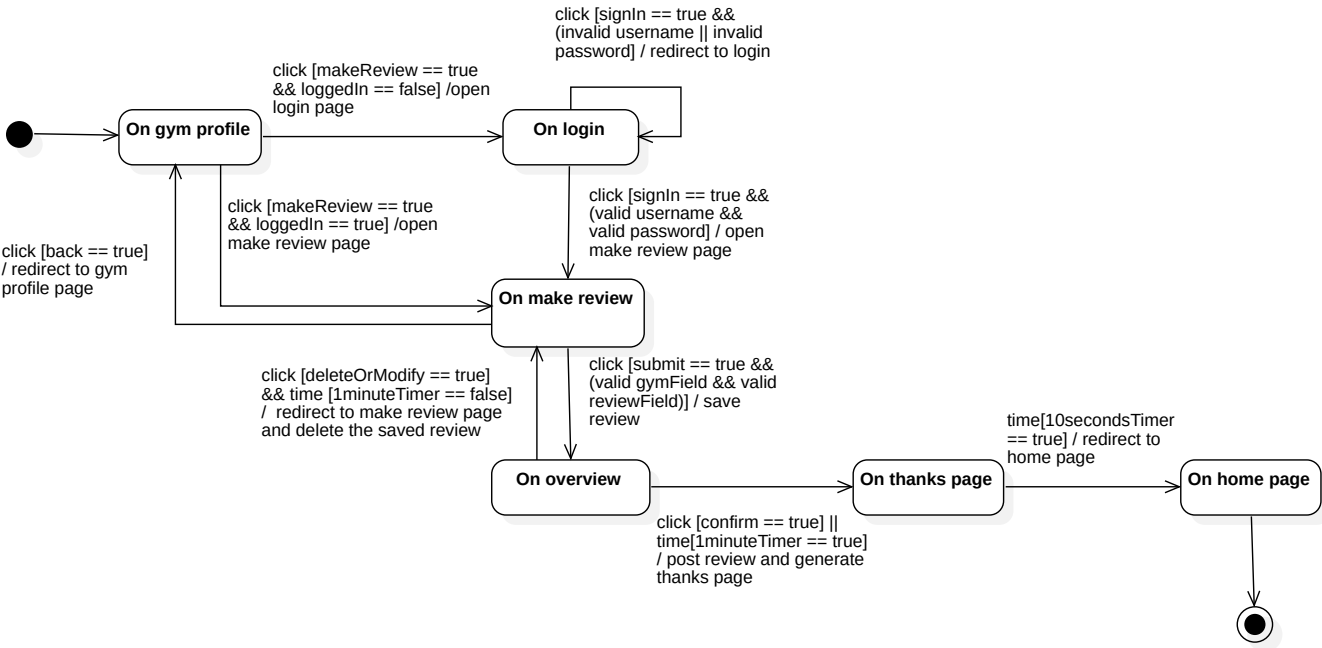 click [signIn == true &&
(invalid username || invalid
password] / redirect to login
click [makeReview == true
&& loggedIn == false] /open
login page
On gym profile
On login
click [makeReview == true
&& loggedIn == true] /open
make review page
click [signIn == true &&
(valid username &&
valid password] / open
make review page
click [back == true]
/ redirect to gym
profile page
On make review
click [deleteOrModify == true]
&& time [1minuteTimer == false]
/  redirect to make review page
and delete the saved review
click [submit == true &&
(valid gymField && valid
reviewField)] / save
review
time[10secondsTimer
== true] / redirect to
home page
On overview
On thanks page
On home page
click [confirm == true] ||
time[1minuteTimer == true]
/ post review and generate
thanks page